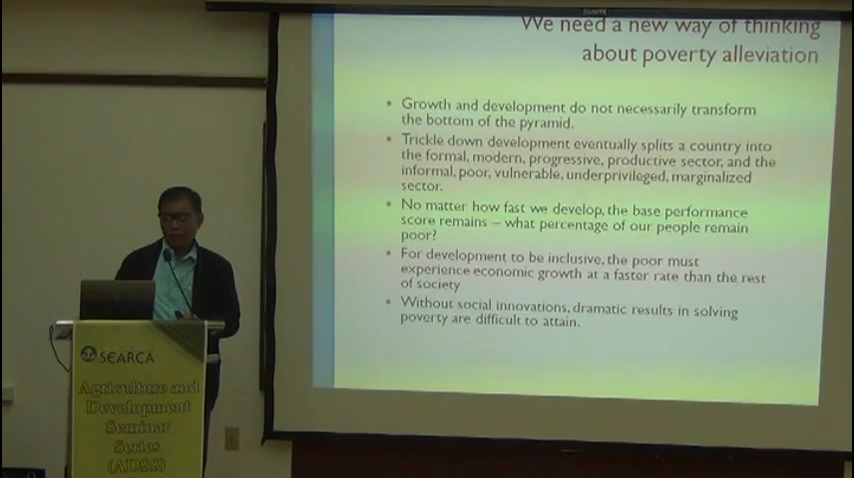 We need a new way of thinking
about poverty alleviation
• Growth and development do not necessarily transform
the bottom of the pyramid.
• Trickle down development eventually splits a country into
the formal, modern, progressive, productive sector, and the
informal, poor, vulnerable, underprivileged, marginalized
sector.
• No matter how fast we develop, the base performance
score remains – what percentage of our people remain
poor?
• For development to be inclusive, the poor must
experience economic growth at a faster rate than the rest
of society
• Without social innovations, dramatic results in solving
poverty are difficult to attain.
SEARCA
Agriculture and
Development
Seminar
Series
(ADSS)